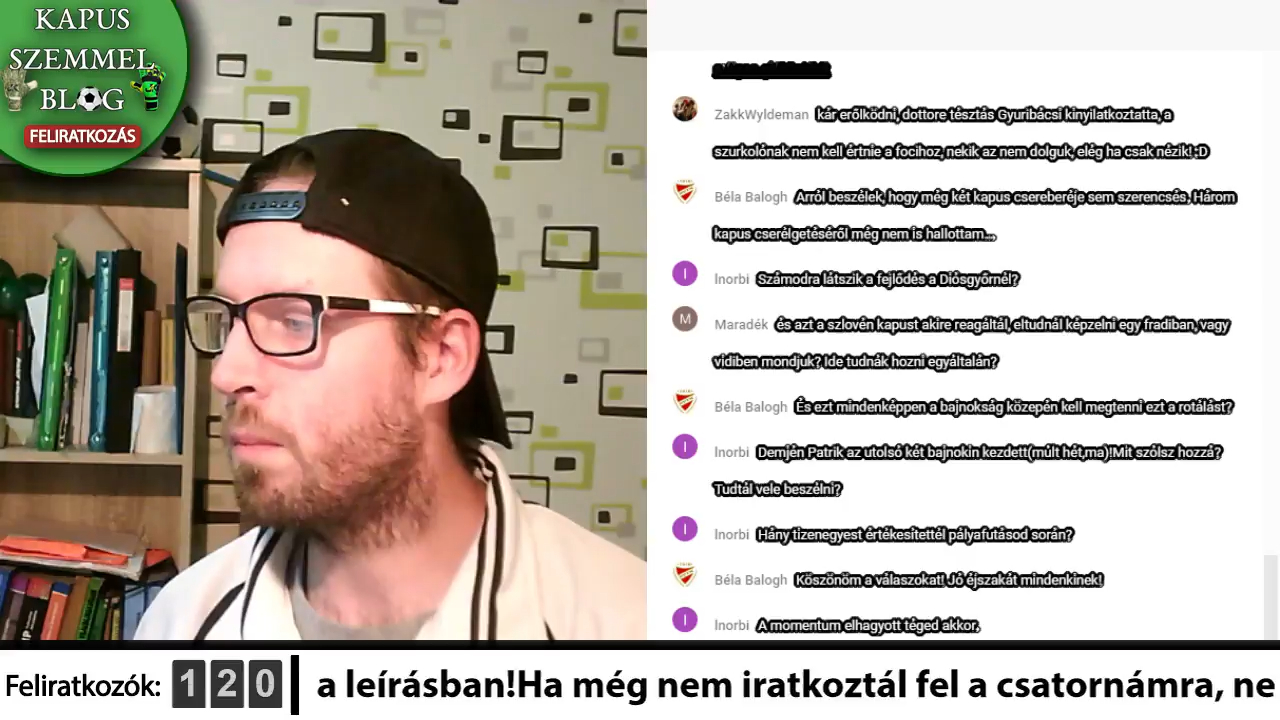 KAPUS
SZEMMEL
BLOG
FELIRATKOZÁS
ZakkWyldeman kár erőlködni, dottore tésztás Gyuribácsi kinyilatkoztatta, a
szurkolónak nem kell értnie a focihoz, nekik az nem dolguk, elég ha csak nézik! ;D
Béla Balogh Arról beszélek, hogy még két kapus csereberéje sem szerencsés. Három
kapus cserélgetéséről még nem is hallottam...,
I Inorbi Számodra látszik a fejlődés a Diósgyőrnél?
M Maradék és azt a szlovén kapust akire reagáltál, eltudnál képzelni egy fradiban, vagy
vidiben mondjuk? Ide tudnák hozni egyáltalán?
Béla Balogh És ezt mindenképpen a bajnokság közepén kell megtenni ezt a rotálást?
I Inorbi Demjén Patrik az utolsó két bajnokin kezdett(múlt hét,ma)!Mit szólsz hozzá?
Tudtál vele beszélni?
I Inorbi Hány tizenegyest értékesítettél pályafutásod során?
Béla Balogh Köszönöm a válaszokat! Jó éjszakát mindenkinek!
I Inorbi A momentum elhagyott téged akkor.
Feliratkozók: 120 a leírásban!Ha még nem iratkoztál fel a csatornámra, ne